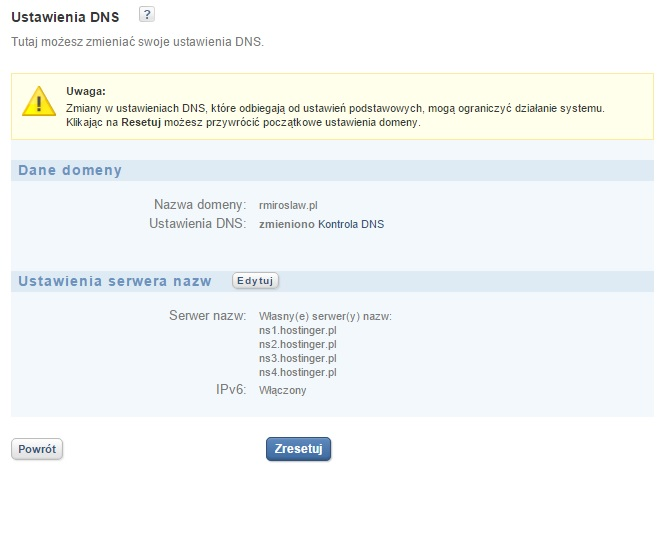 Ustawienia DNS ?
Tutaj możesz zmieniać swoje ustawienia DNS.
Uwaga:
Zmiany w ustawieniach DNS, które odbiegają od ustawień podstawowych, mogą ograniczyć działanie systemu.
Klikając na Resetuj możesz przywrócić początkowe ustawienia domeny.
Dane domeny
Nazwa domeny: rmiroslaw.pl
Ustawienia DNS: zmieniono Kontrola DNS
Ustawienia serwera nazw Edytuj
Serwer nazw: Własny(e) serwer(y) nazw:
ns1.hostinger.pl
ns2.hostinger.pl
ns3.hostinger.pl
ns4.hostinger.pl
IPv6: Włączony
Powrót Zresetuj